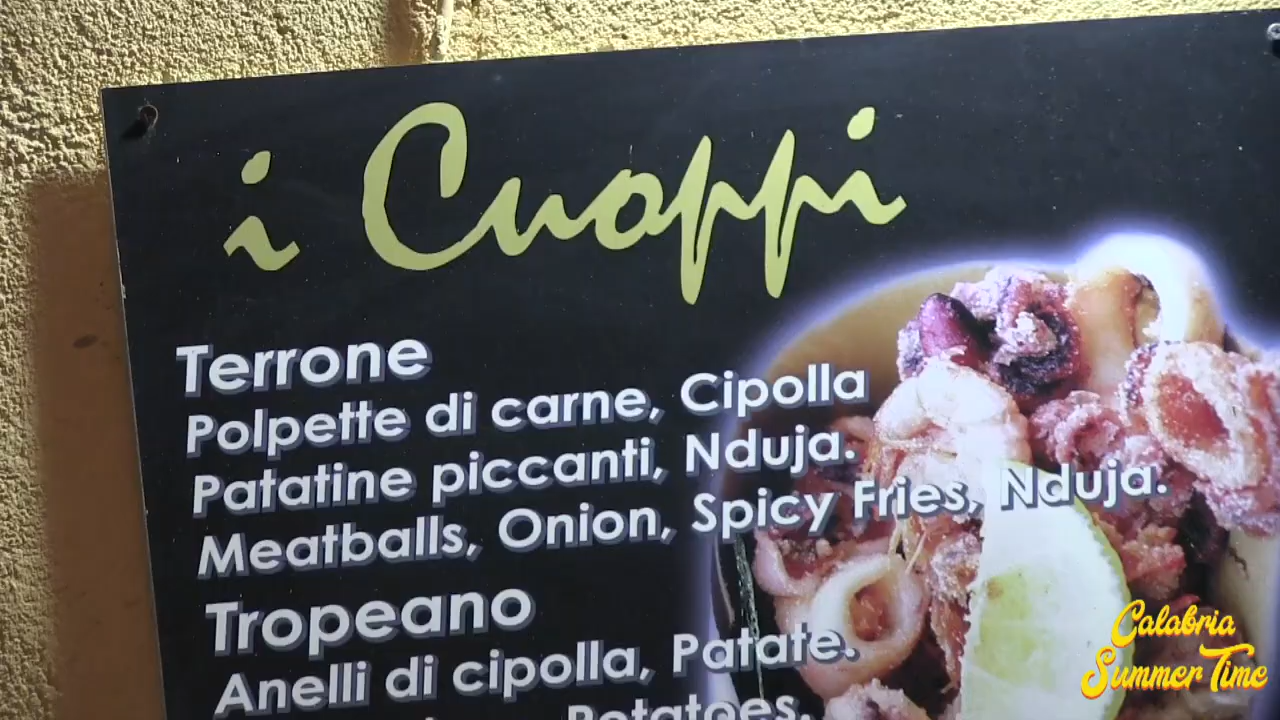 i Cuoppi
Terrone
Polpette di carne, Cipolla
Patatine piccanti, Nduja.
Meatballs, Onion, Spicy Fries, Nduja.
Tropeano
Anelli di cipolla, Patate.
Potatoes.
Calabria
Summer Time